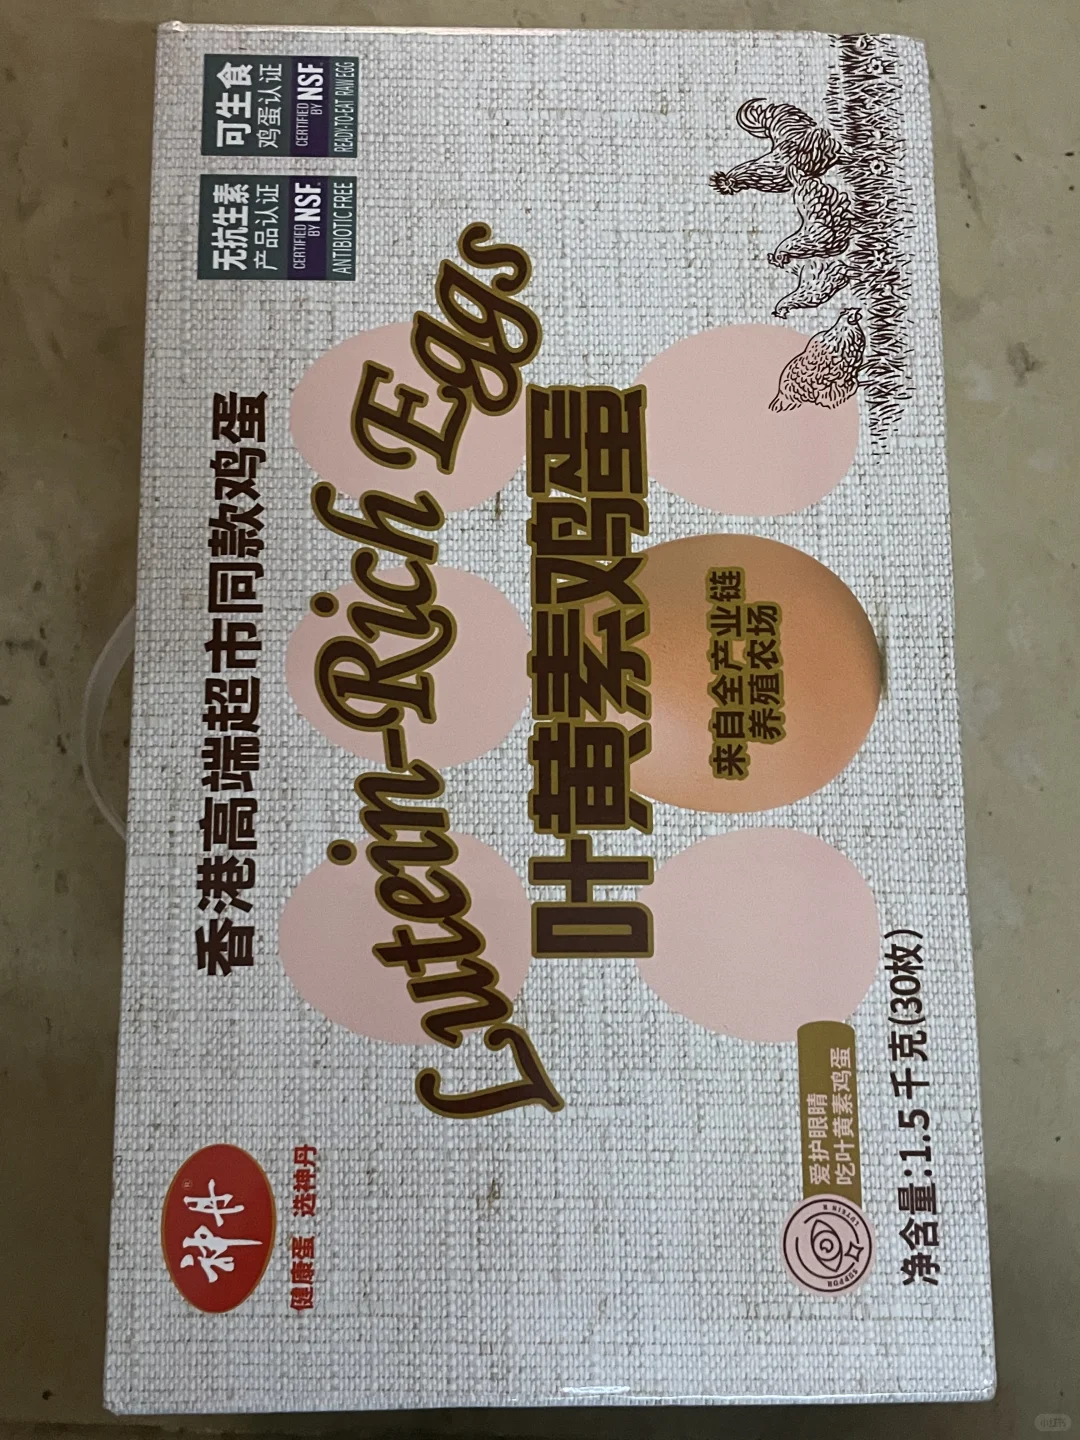 神丹®
健康蛋 选神丹
香港高端超市同款鸡蛋
无抗生素
产品认证
CERTIFIED BY NSF
ANTIBIOTIC FREE
可生食
鸡蛋认证
CERTIFIED BY NSF
READY-TO-EAT RAW EGG
Lutein-Rich Eggs
叶黄素鸡蛋
来自全产业链
养殖农场
爱护眼睛
吃叶黄素鸡蛋
净含量:1.5千克(30枚)
小红书